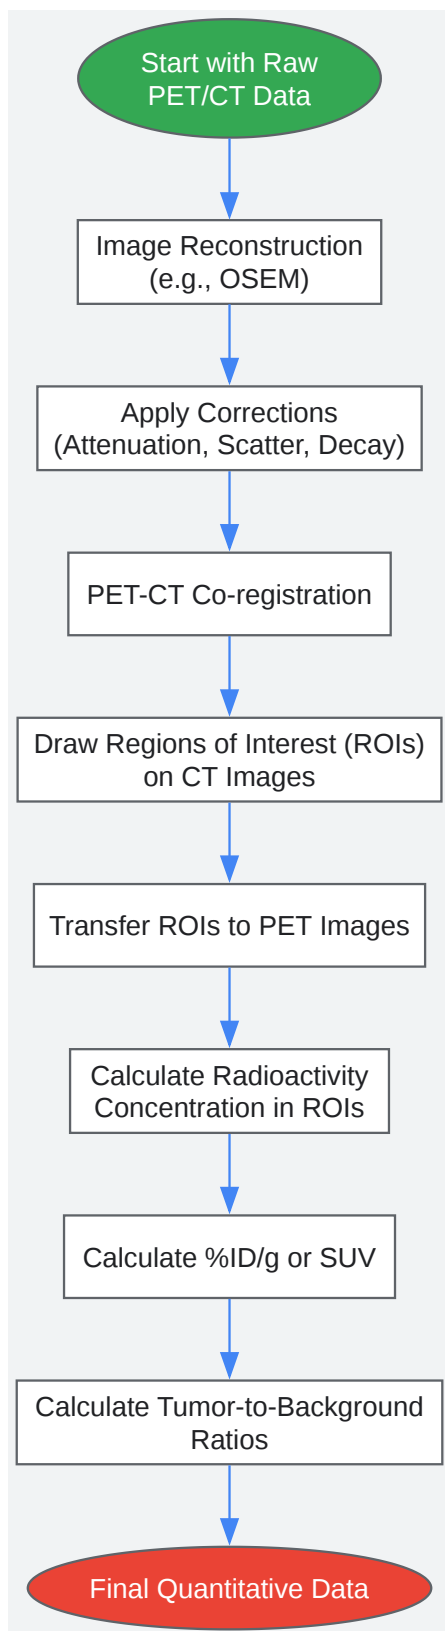 Start with Raw
PET/CT Data
Image Reconstruction
(e.g., OSEM)
Apply Corrections
(Attenuation, Scatter, Decay)
PET-CT Co-registration
Draw Regions of Interest (ROIs)
on CT Images
Transfer ROIs to PET Images
Calculate Radioactivity
Concentration in ROIs
Calculate %ID/g or SUV
Calculate Tumor-to-Background
Ratios
Final Quantitative Data